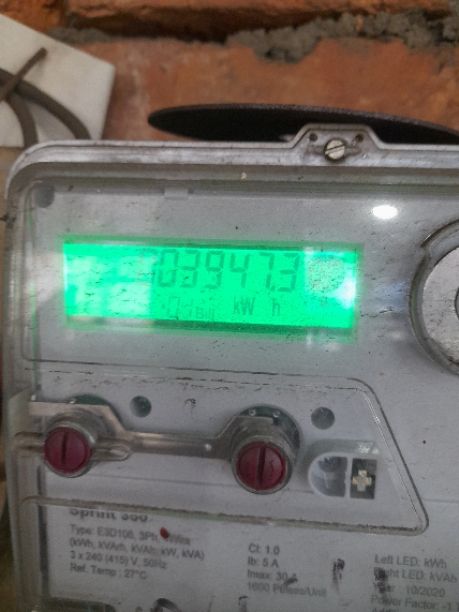 03947.3
kW h
Sprint 350
Type: E3D106, 3Ph Wire
(kWh, kVArh, kVAh, kW, kVA)
3 x 240 (415) V, 50Hz
Ref. Temp : 27°C
Cl: 1.0
Ib: 5 A
Imax: 30
1600 Pulses/Unit
Left LED: kWh
Right LED: kVAh
10/2020
Power Factor: